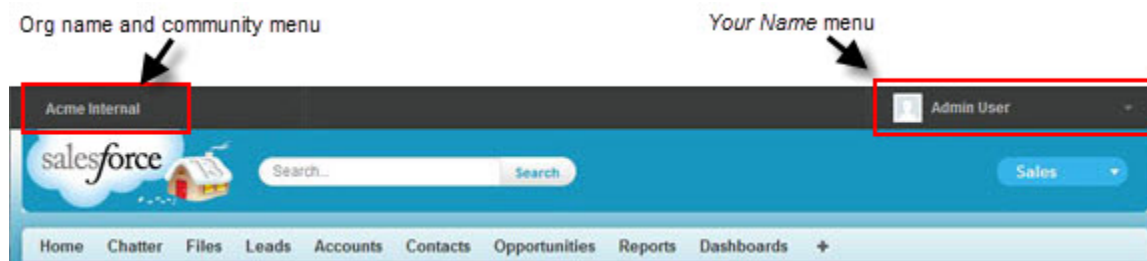 Org name and community menu
Your Name menu
Acme Internal
Admin User
salesforce
Search...
Search
Sales
Home Chatter Files Leads Accounts Contacts Opportunities Reports Dashboards +